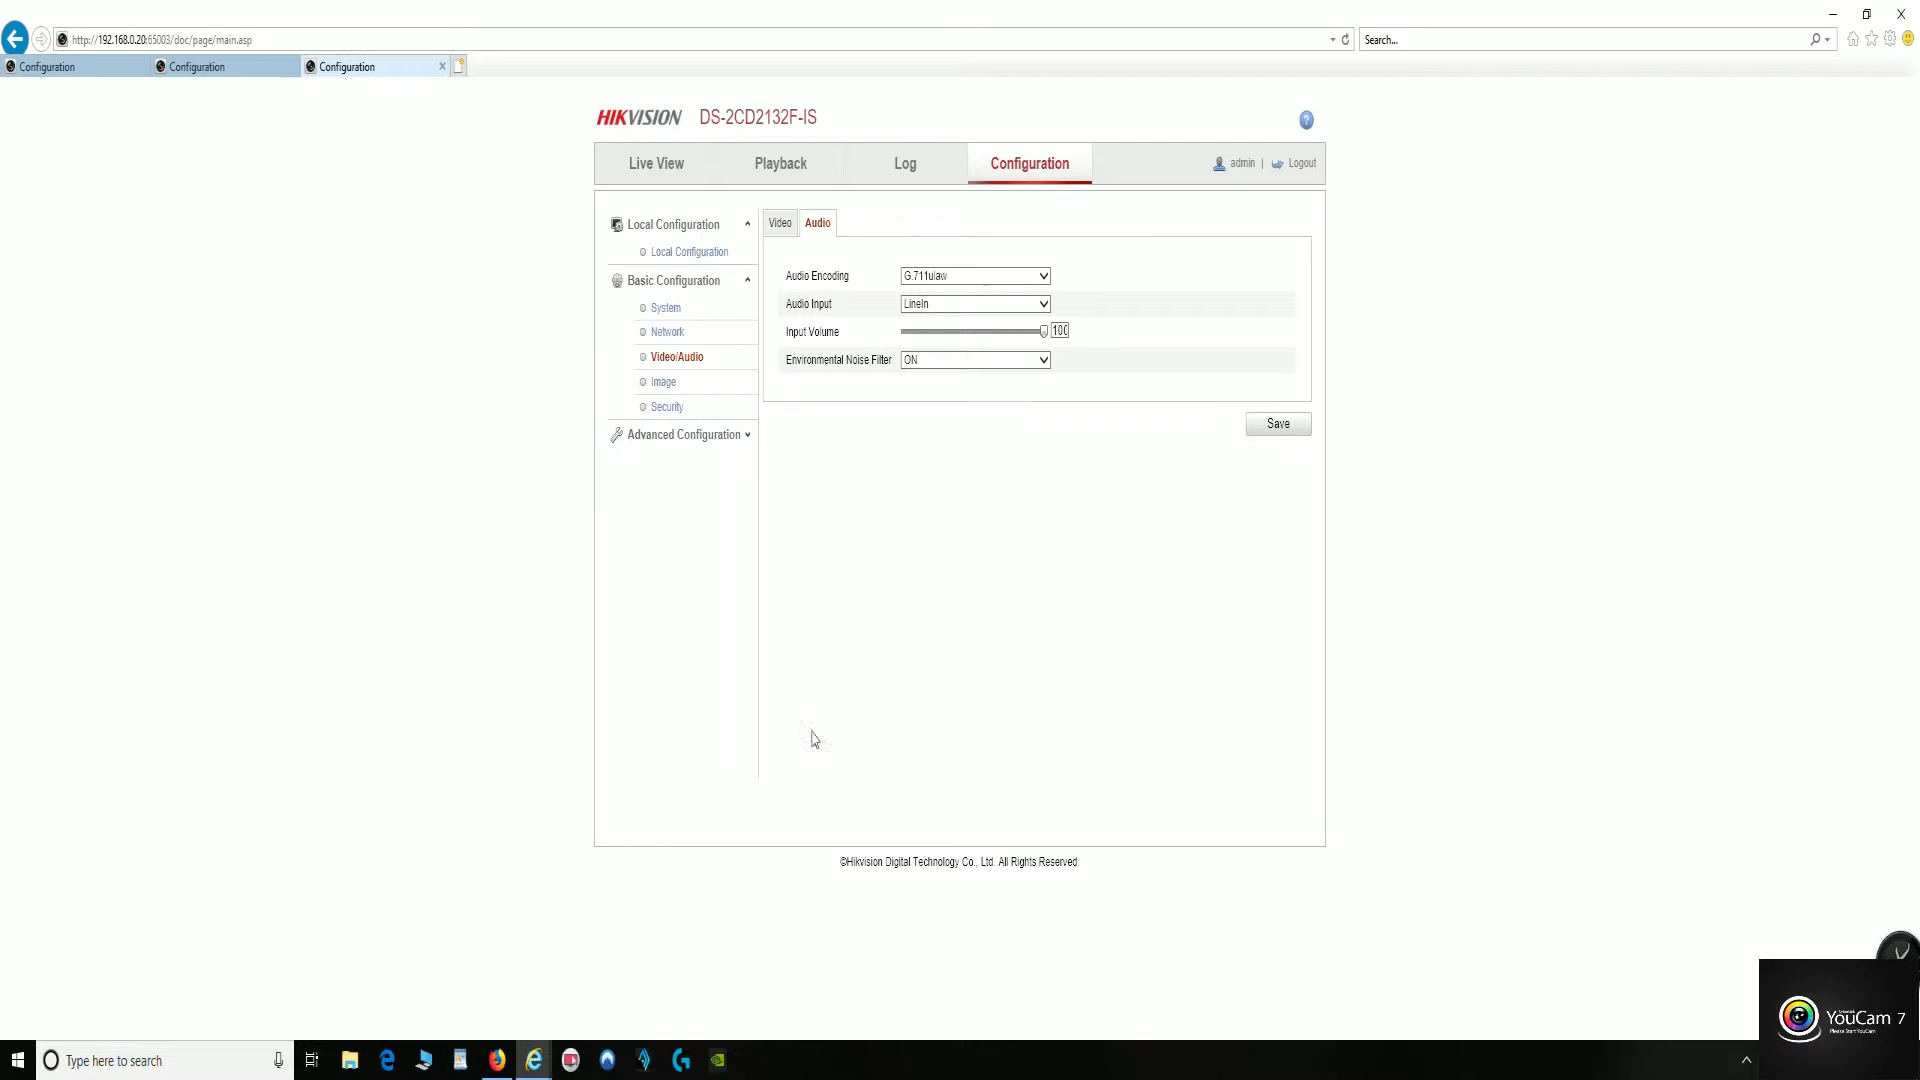 http://192.168.0.20:65003/doc/page/main.asp
Search...
Configuration
Configuration
Configuration
HIKVISION DS-2CD2132F-IS
Live View
Playback
Log
Configuration
admin | Logout
Local Configuration
Local Configuration
Basic Configuration
System
Network
Video/Audio
Image
Security
Advanced Configuration
Video
Audio
Audio Encoding G.711ulaw
Audio Input LineIn
Input Volume 100
Environmental Noise Filter ON
Save
©Hikvision Digital Technology Co., Ltd. All Rights Reserved.
YouCam 7
Please Start YouCam
Type here to search